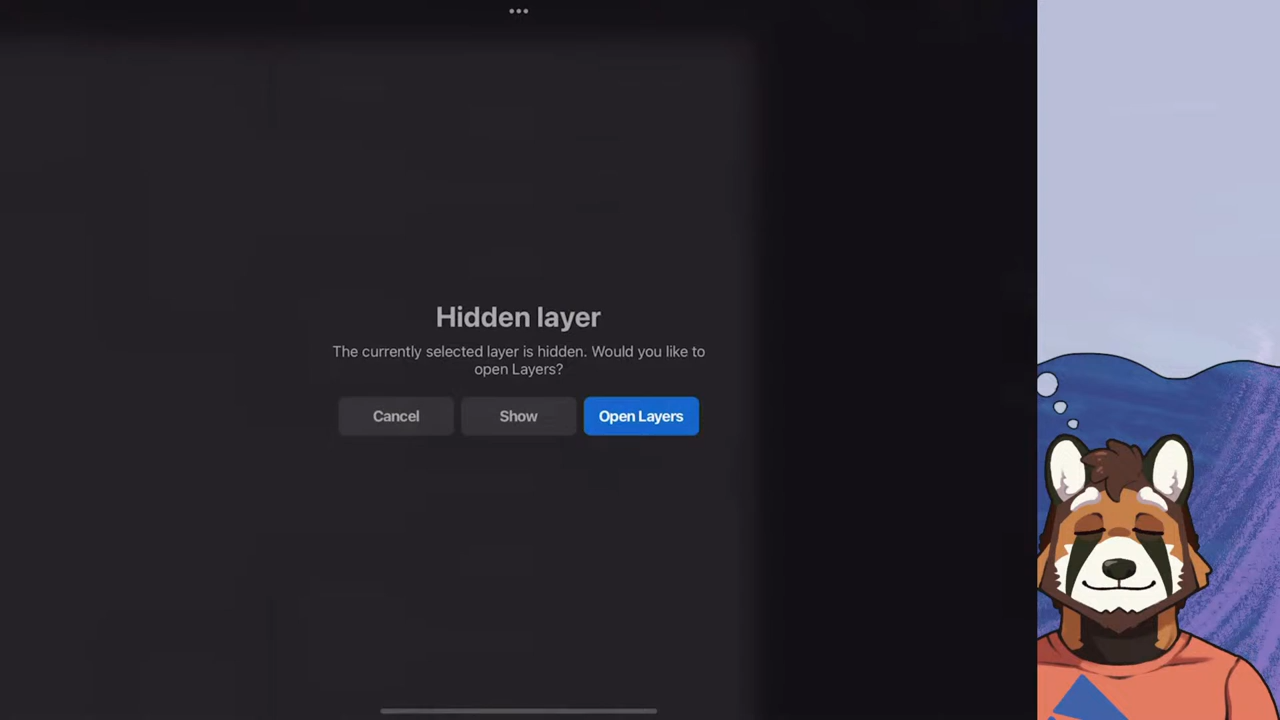 Hidden layer
The currently selected layer is hidden. Would you like to
open Layers?
Cancel
Show
Open Layers